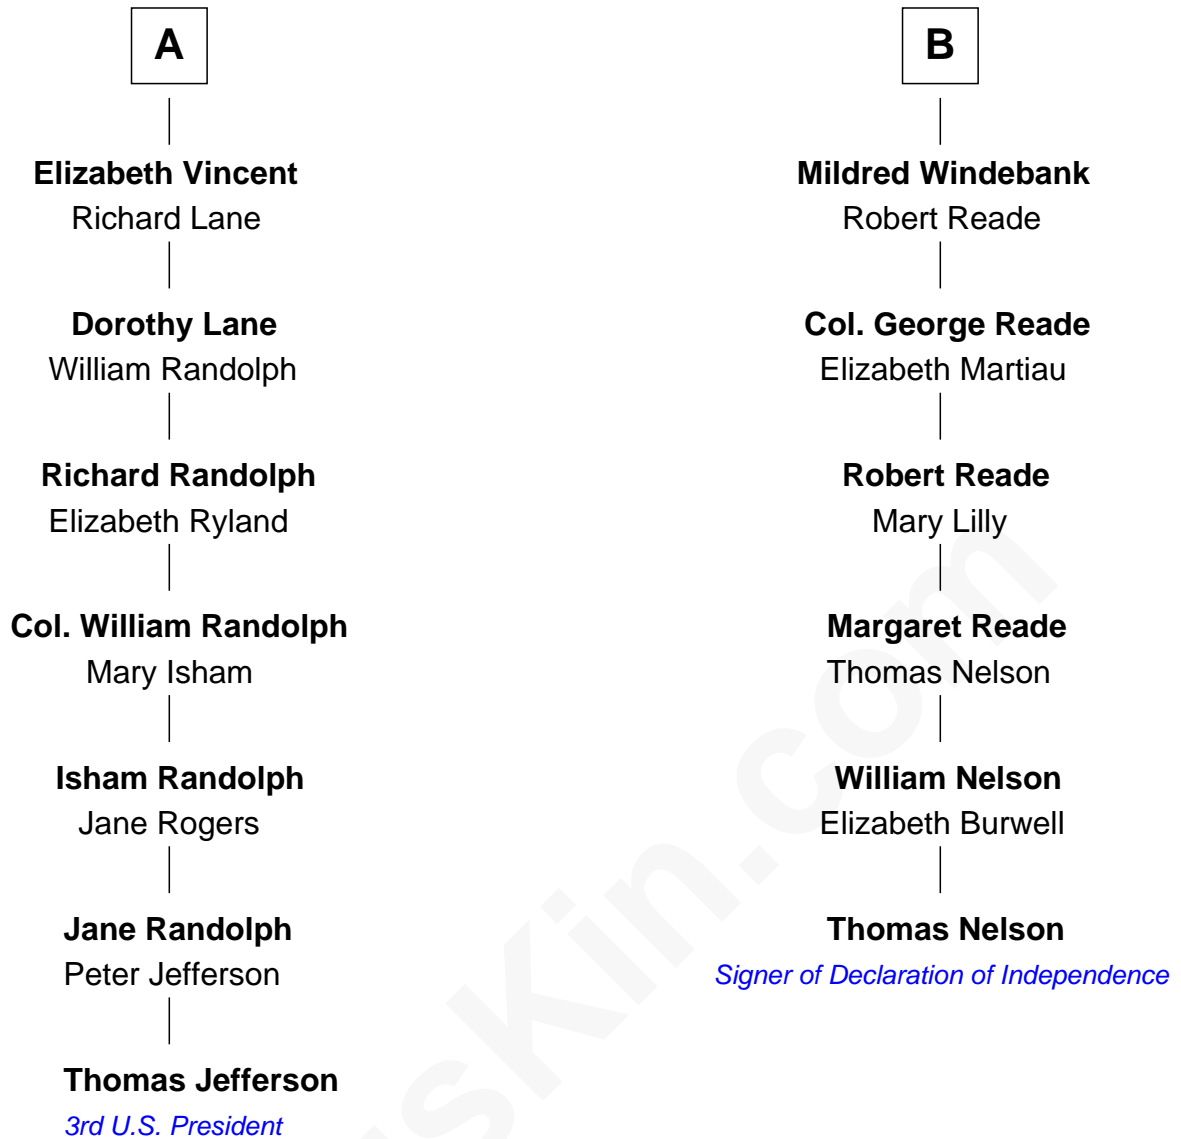 A
Elizabeth Vincent
Richard Lane
Dorothy Lane
William Randolph
Richard Randolph
Elizabeth Ryland
Col. William Randolph
Mary Isham
Isham Randolph
Jane Rogers
Jane Randolph
Peter Jefferson
Thomas Jefferson
3rd U.S. President
B
Mildred Windebank
Robert Reade
Col. George Reade
Elizabeth Martiau
Robert Reade
Mary Lilly
Margaret Reade
Thomas Nelson
William Nelson
Elizabeth Burwell
Thomas Nelson
Signer of Declaration of Independence
sKin.com